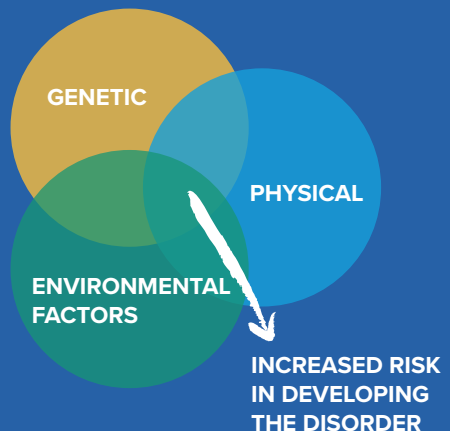 GENETIC
PHYSICAL
ENVIRONMENTAL
FACTORS
INCREASED RISK
IN DEVELOPING
THE DISORDER